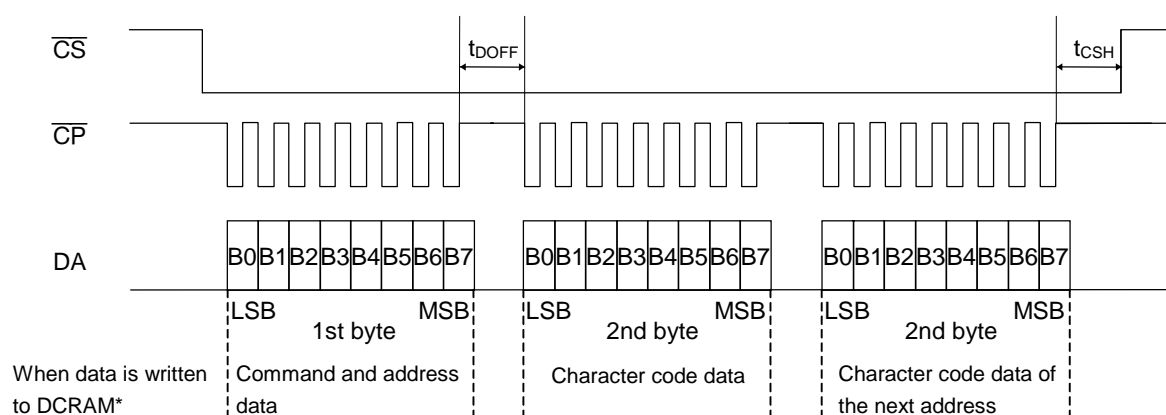 CS
tDOFF
tCSH
CP
DA
B0 B1 B2 B3 B4 B5 B6 B7
B0 B1 B2 B3 B4 B5 B6 B7
B0 B1 B2 B3 B4 B5 B6 B7
LSB MSB
LSB MSB
LSB MSB
1st byte
2nd byte
2nd byte
When data is written
to DCRAM*
Command and address
data
Character code data
Character code data of
the next address